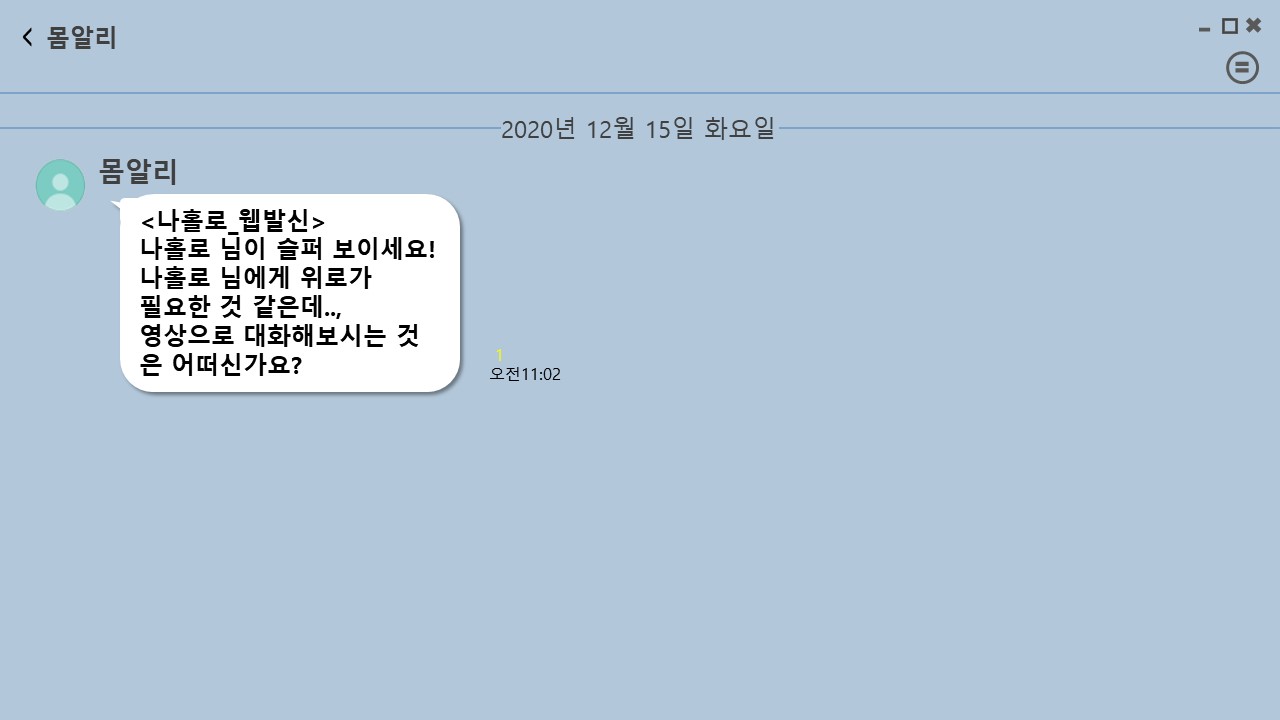 몸알리
2020년 12월 15일 화요일
몸알리
<나홀로_웹발신>
나홀로 님이 슬퍼 보이세요!
나홀로 님에게 위로가
필요한 것 같은데..,
영상으로 대화해보시는 것
은 어떠신가요?
1
오전11:02